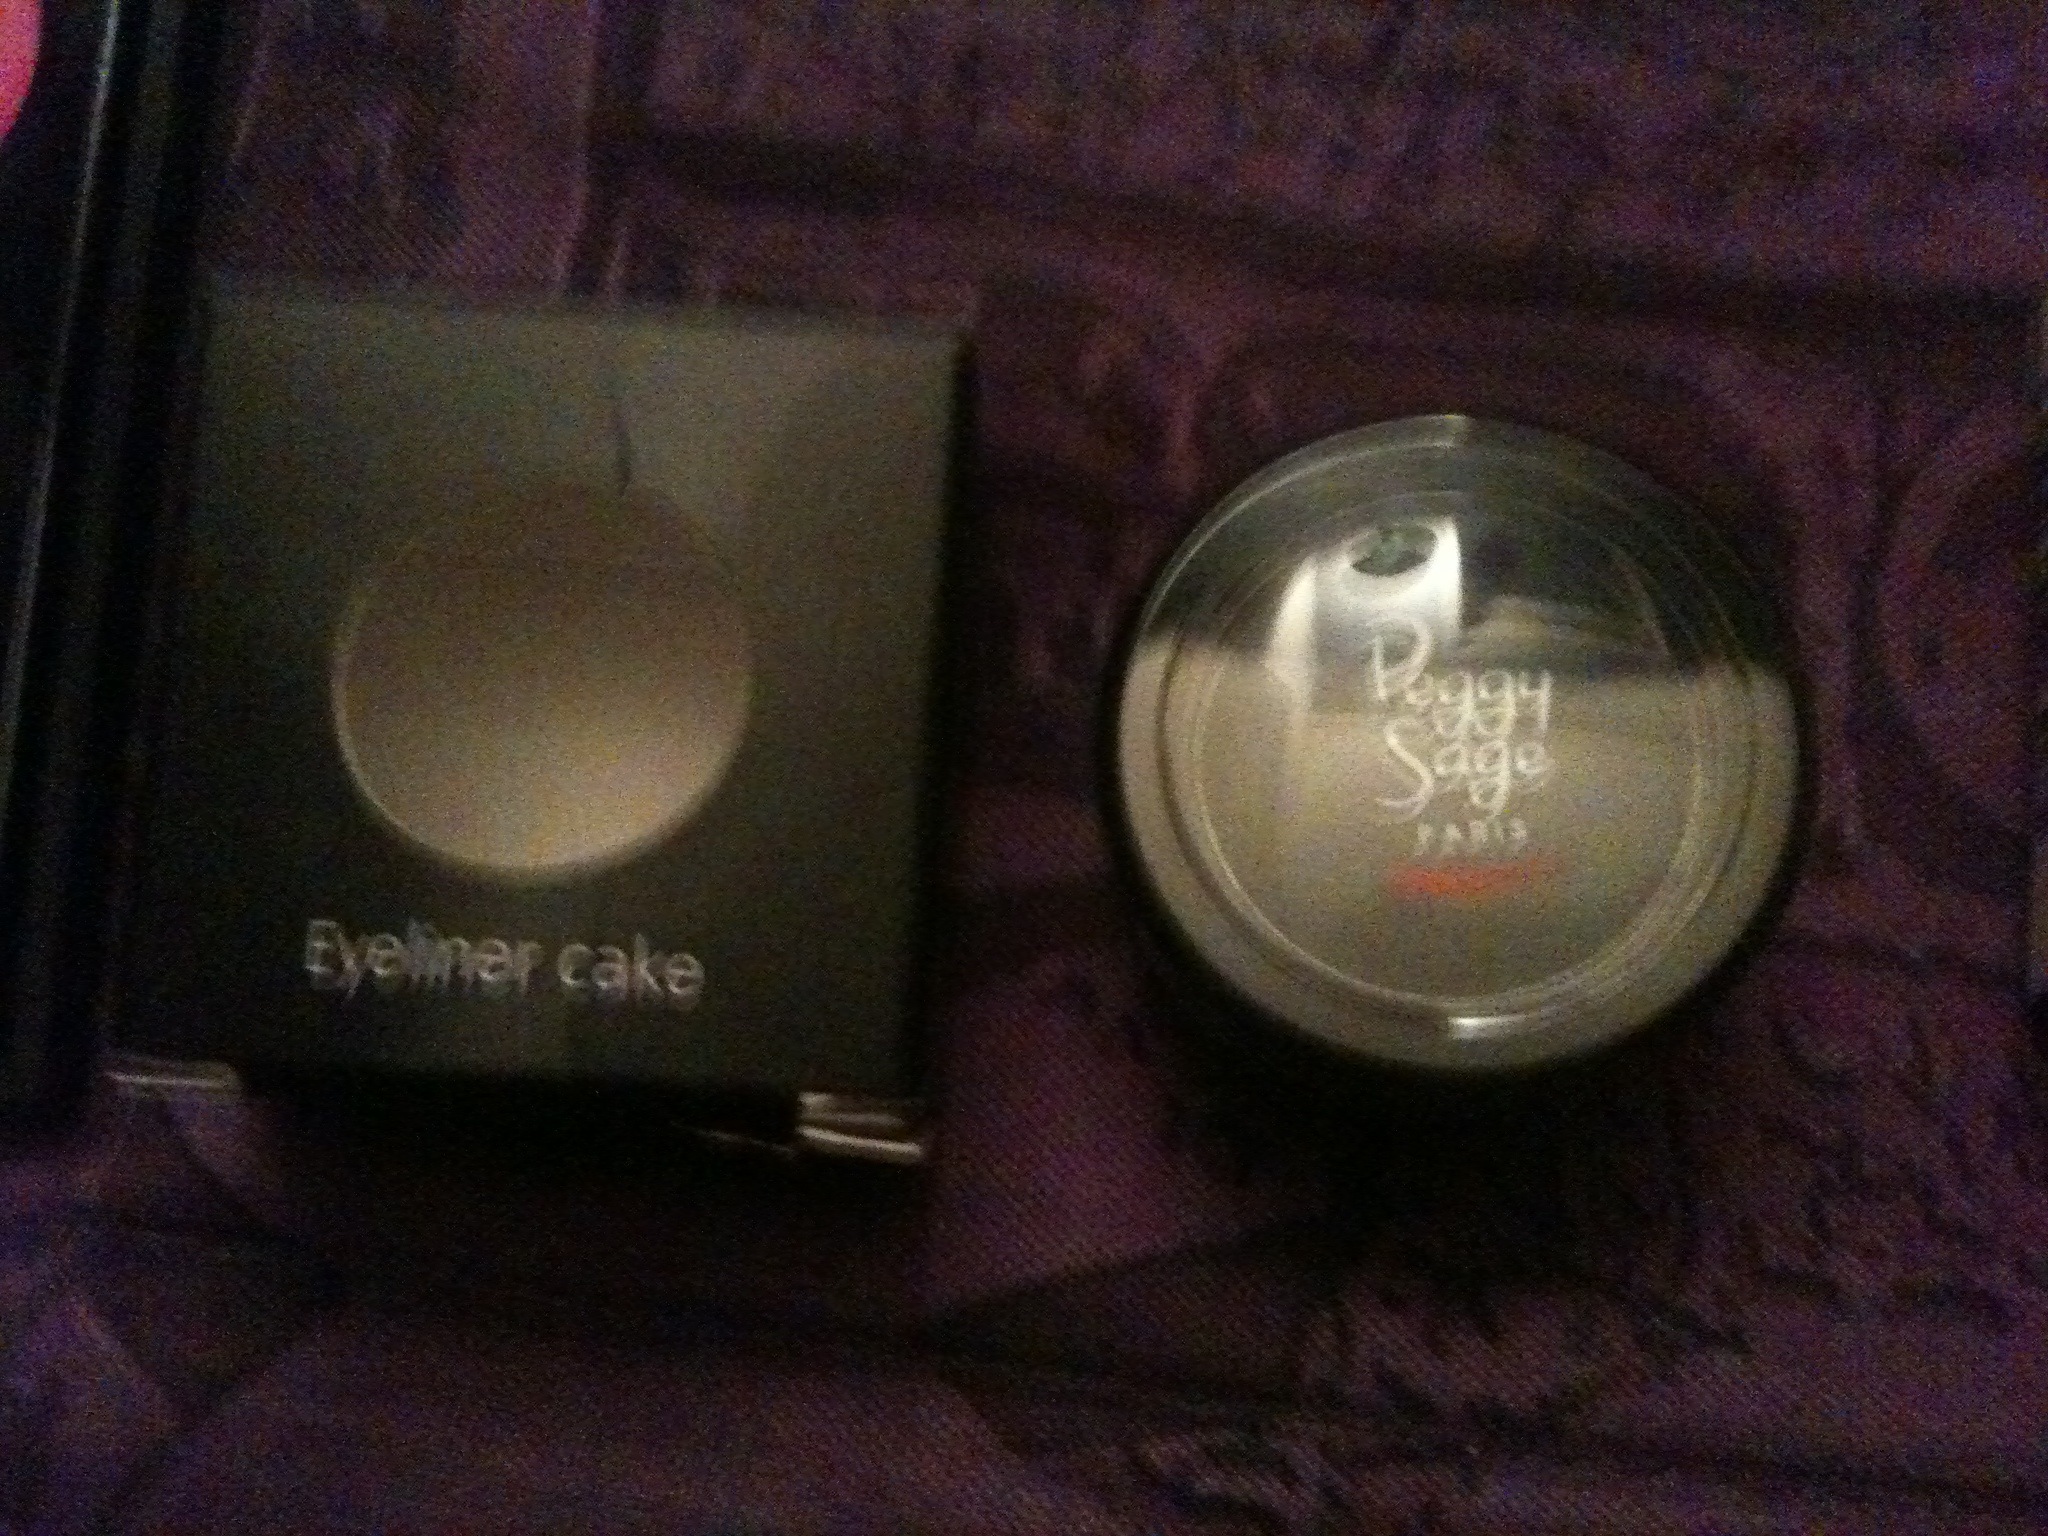 Eyeliner cake
Peggy
Sage
PARIS